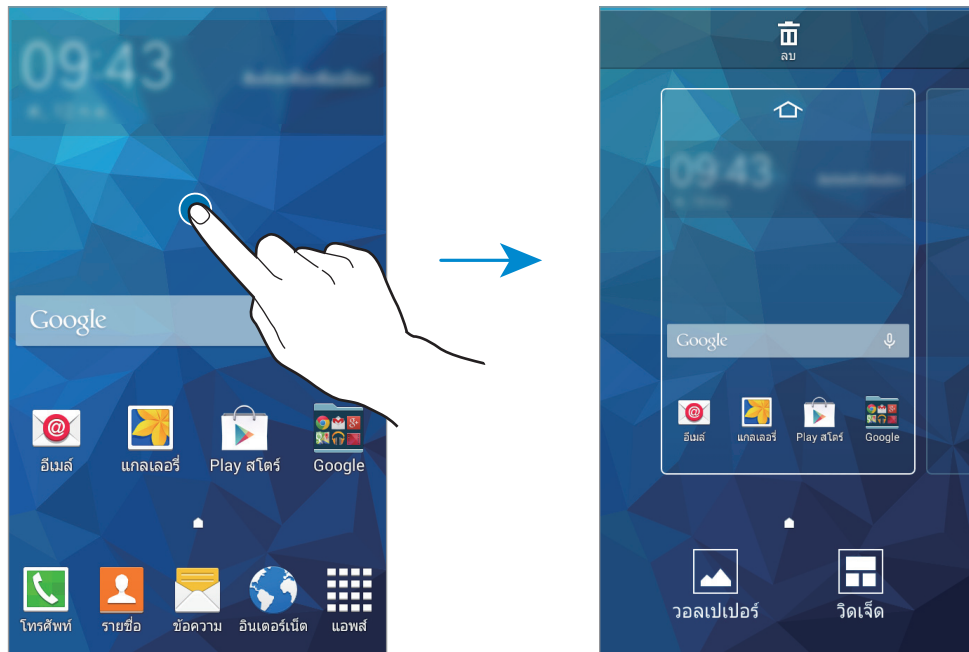 09:43
Google
อีเมล์ แกลเลอรี่ Play สโตร์ Google
โทรศัพท์ รายชื่อ ข้อความ อินเตอร์เน็ต แอพส์
ลบ
09:43
Google
อีเมล์ แกลเลอรี่ Play สโตร์ Google
วอลเปเปอร์ วิดเจ็ด